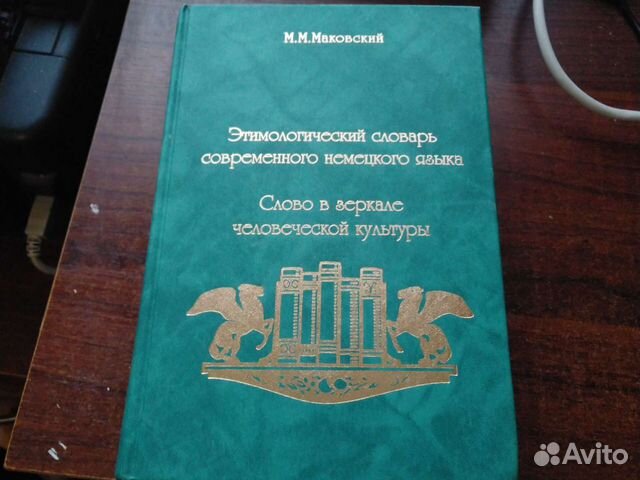 М.М.Маковский
Этимологический словарь
современного немецкого языка
Слово в зеркале
человеческой культуры
Avito